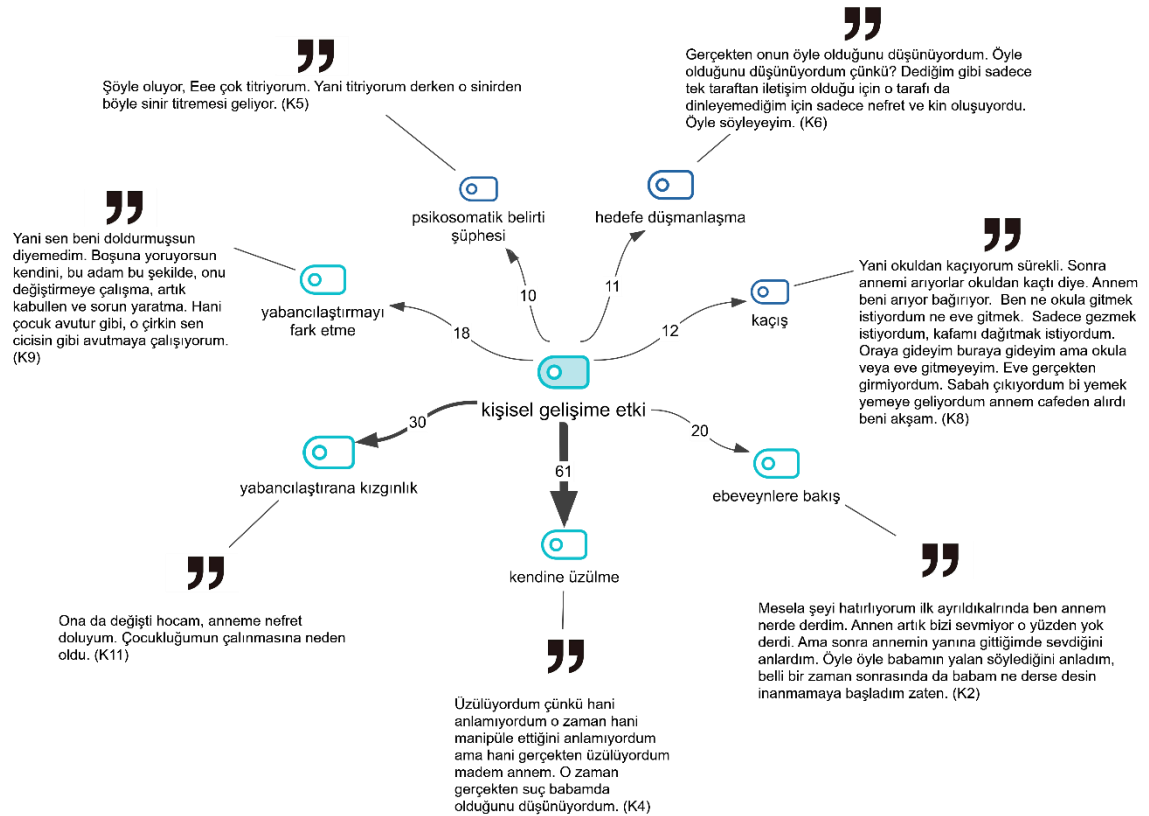 Şöyle oluyor, Eee çok titriyorum. Yani titriyorum derken o sinirden
böyle sinir titremesi geliyor. (K5)
Gerçekten onun öyle olduğunu düşünüyordum. Öyle
olduğunu düşünüyordum çünkü? Dediğim gibi sadece
tek taraftan iletişim olduğu için o tarafı da
dinleyemediğim için sadece nefret ve kin oluşuyordu.
Öyle söyleyeyim. (K6)
psikosomatik belirti
şüphesi
hedefe düşmanlaşma
Yani sen beni doldurmuşsun
diyemedim. Boşuna yoruyorsun
kendini, bu adam bu şekilde, onu
değiştirmeye çalışma, artık
kabullen ve sorun yaratma. Hani
çocuk avutur gibi, o çirkin sen
cicisin gibi avutmaya çalışıyorum.
(K9)
yabancılaştırmayı
fark etme
Yani okuldan kaçıyorum sürekli. Sonra
annemi arıyorlar okuldan kaçtı diye. Annem
beni arıyor bağırıyor. Ben ne okula gitmek
istiyordum ne eve gitmek. Sadece gezmek
istiyordum, kafamı dağıtmak istiyordum.
Oraya gideyim buraya gideyim ama okula
veya eve gitmeyeyim. Eve gerçekten
girmiyordum. Sabah çıkıyordum bi yemek
yemeye geliyordum annem cafeden alırdı
beni akşam. (K8)
kaçış
10
11
18
12
kişisel gelişime etki
30
20
61
yabancılaştırana kızgınlık
ebeveynlere bakış
kendine üzülme
Ona da değişti hocam, anneme nefret
doluyum. Çocukluğumun çalınmasına neden
oldu. (K11)
Mesela şeyi hatırlıyorum ilk ayrıldıkalrında ben annem
nerde derdim. Annen artık bizi sevmiyor o yüzden yok
derdi. Ama sonra annemin yanına gittiğimde sevdiğini
anlardım. Öyle öyle babamın yalan söylediğini anladım,
belli bir zaman sonrasında da babam ne derse desin
inanmamaya başladım zaten. (K2)
Üzülüyordum çünkü hani
anlamıyordum o zaman hani
manipüle ettiğini anlamıyordum
ama hani gerçekten üzülüyordum
madem annem. O zaman
gerçekten suç babamda
olduğunu düşünüyordum. (K4)